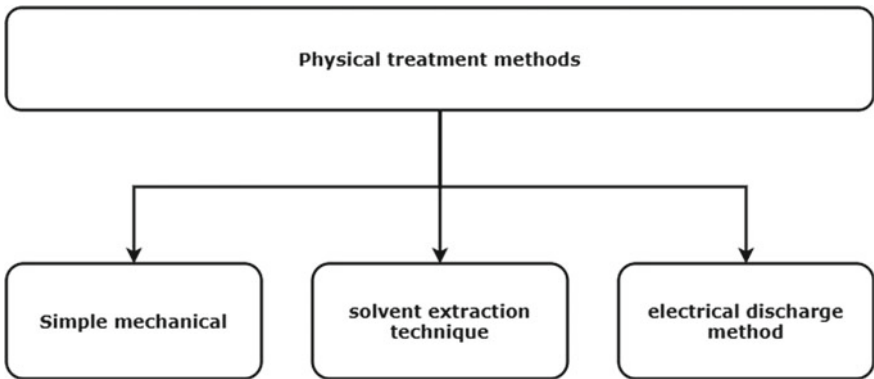 Physical treatment methods
Simple mechanical
solvent extraction
technique
electrical discharge
method